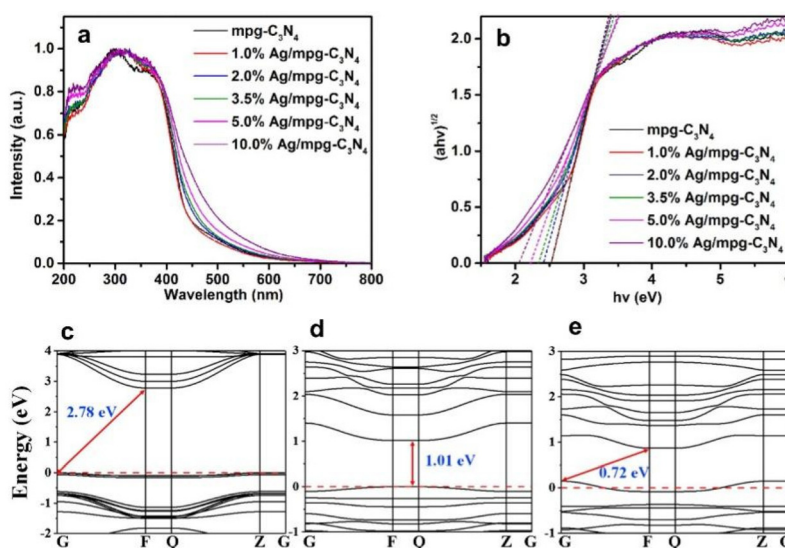 a
Intensity (a.u.)
1.0
0.8
0.6
0.4
0.2
0.0
200 300 400 500 600 700 800
Wavelength (nm)
mpg-C₃N₄
1.0% Ag/mpg-C₃N₄
2.0% Ag/mpg-C₃N₄
3.5% Ag/mpg-C₃N₄
5.0% Ag/mpg-C₃N₄
10.0% Ag/mpg-C₃N₄
b
(ahv)^1/2
2.0
1.5
1.0
0.5
0.0
2 3 4 5 6
hv (eV)
mpg-C₃N₄
1.0% Ag/mpg-C₃N₄
2.0% Ag/mpg-C₃N₄
3.5% Ag/mpg-C₃N₄
5.0% Ag/mpg-C₃N₄
10.0% Ag/mpg-C₃N₄
c
Energy (eV)
4
3
2
1
0
-1
-2
2.78 eV
G F Q Z G
d
3
2
1
0
-1
1.01 eV
G F Q Z G
e
3
2
1
0
-1
0.72 eV
G F Q Z G